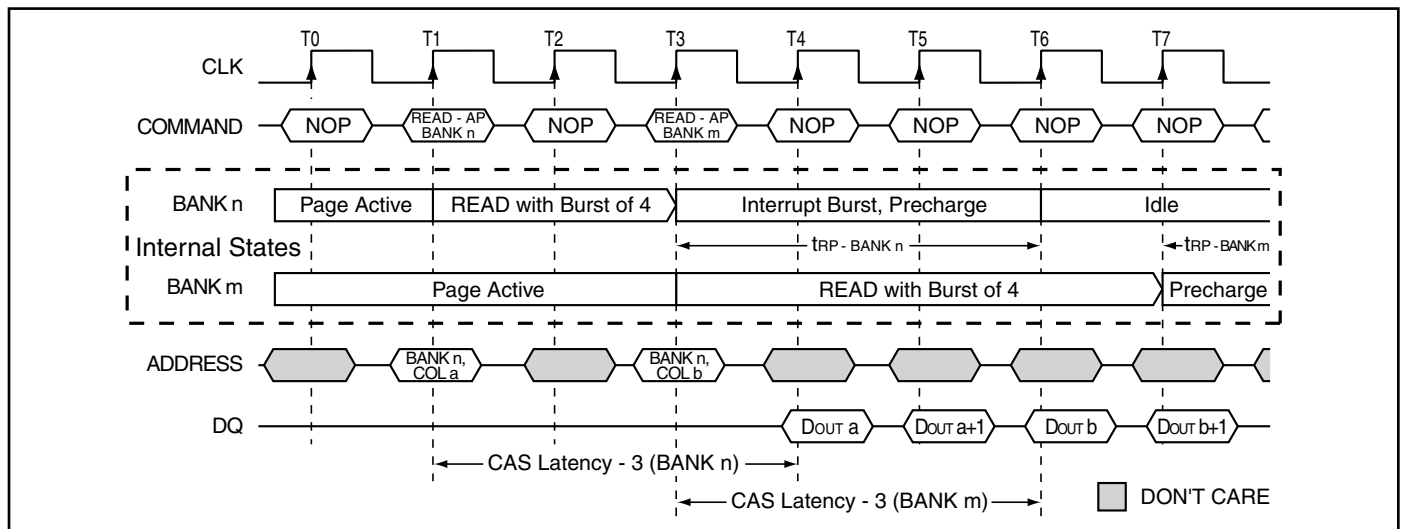 T0 T1 T2 T3 T4 T5 T6 T7
CLK
COMMAND NOP READ - AP BANK n NOP READ - AP BANK m NOP NOP NOP NOP
BANK n Page Active READ with Burst of 4 Interrupt Burst, Precharge Idle
Internal States tRP - BANK n tRP - BANK m
BANK m Page Active READ with Burst of 4 Precharge
ADDRESS BANK n, COL a BANK n, COL b
DQ DOUT a DOUT a+1 DOUT b DOUT b+1
CAS Latency - 3 (BANK n)
CAS Latency - 3 (BANK m) DON'T CARE